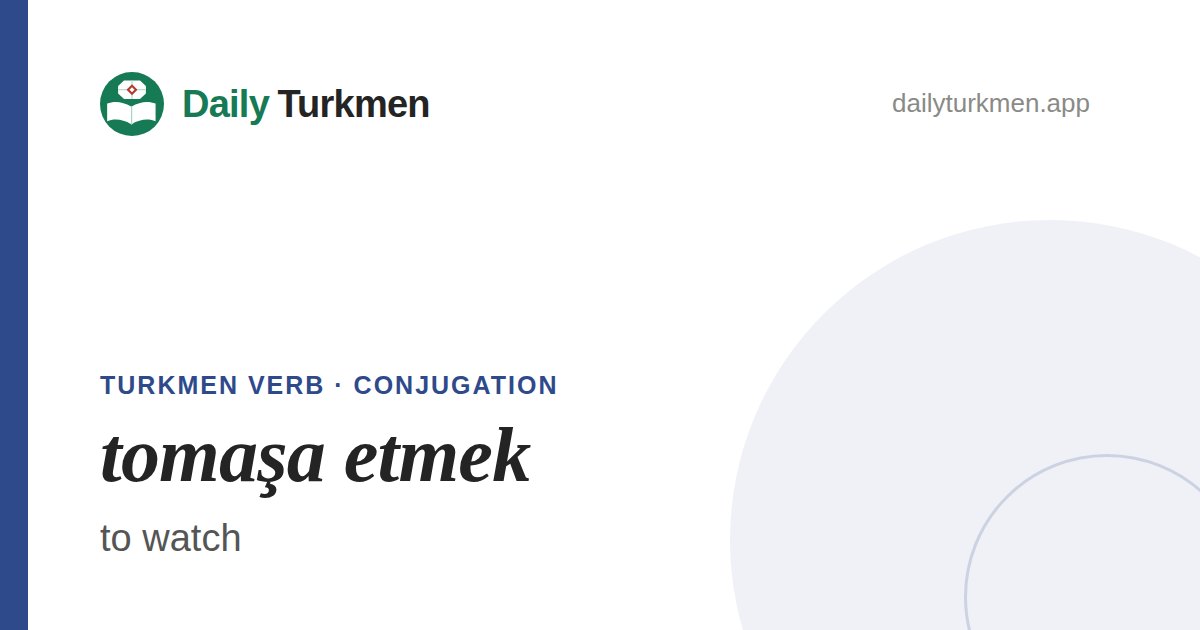 Daily Turkmen
dailyturkmen.app
TURKMEN VERB · CONJUGATION
tomaşa etmek
to watch